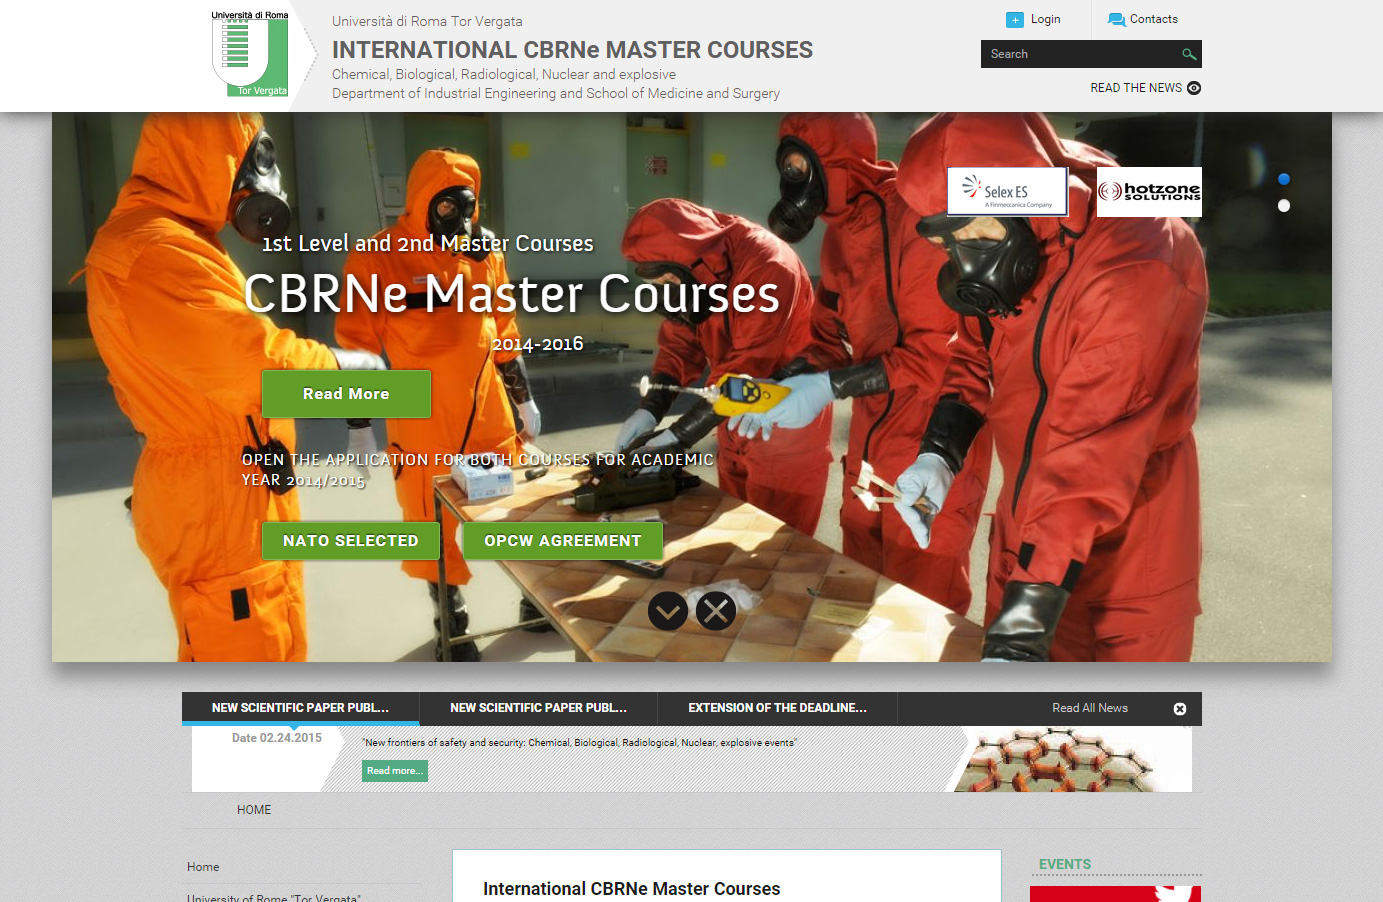 Università di Roma
Tor Vergata
Università di Roma Tor Vergata
INTERNATIONAL CBRNe MASTER COURSES
Chemical, Biological, Radiological, Nuclear and explosive
Department of Industrial Engineering and School of Medicine and Surgery
Login
Contacts
Search
READ THE NEWS
Selex ES
A Finmeccanica Company
hotzone
SOLUTIONS
1st Level and 2nd Master Courses
CBRNe Master Courses
2014-2016
Read More
OPEN THE APPLICATION FOR BOTH COURSES FOR ACADEMIC
YEAR 2014/2015
NATO SELECTED
OPCW AGREEMENT
NEW SCIENTIFIC PAPER PUBL...
NEW SCIENTIFIC PAPER PUBL...
EXTENSION OF THE DEADLINE...
Read All News
Date 02.24.2015
"New frontiers of safety and security: Chemical, Biological, Radiological, Nuclear, explosive events"
Read more...
HOME
Home
University of Rome "Tor Vergata"
International CBRNe Master Courses
EVENTS